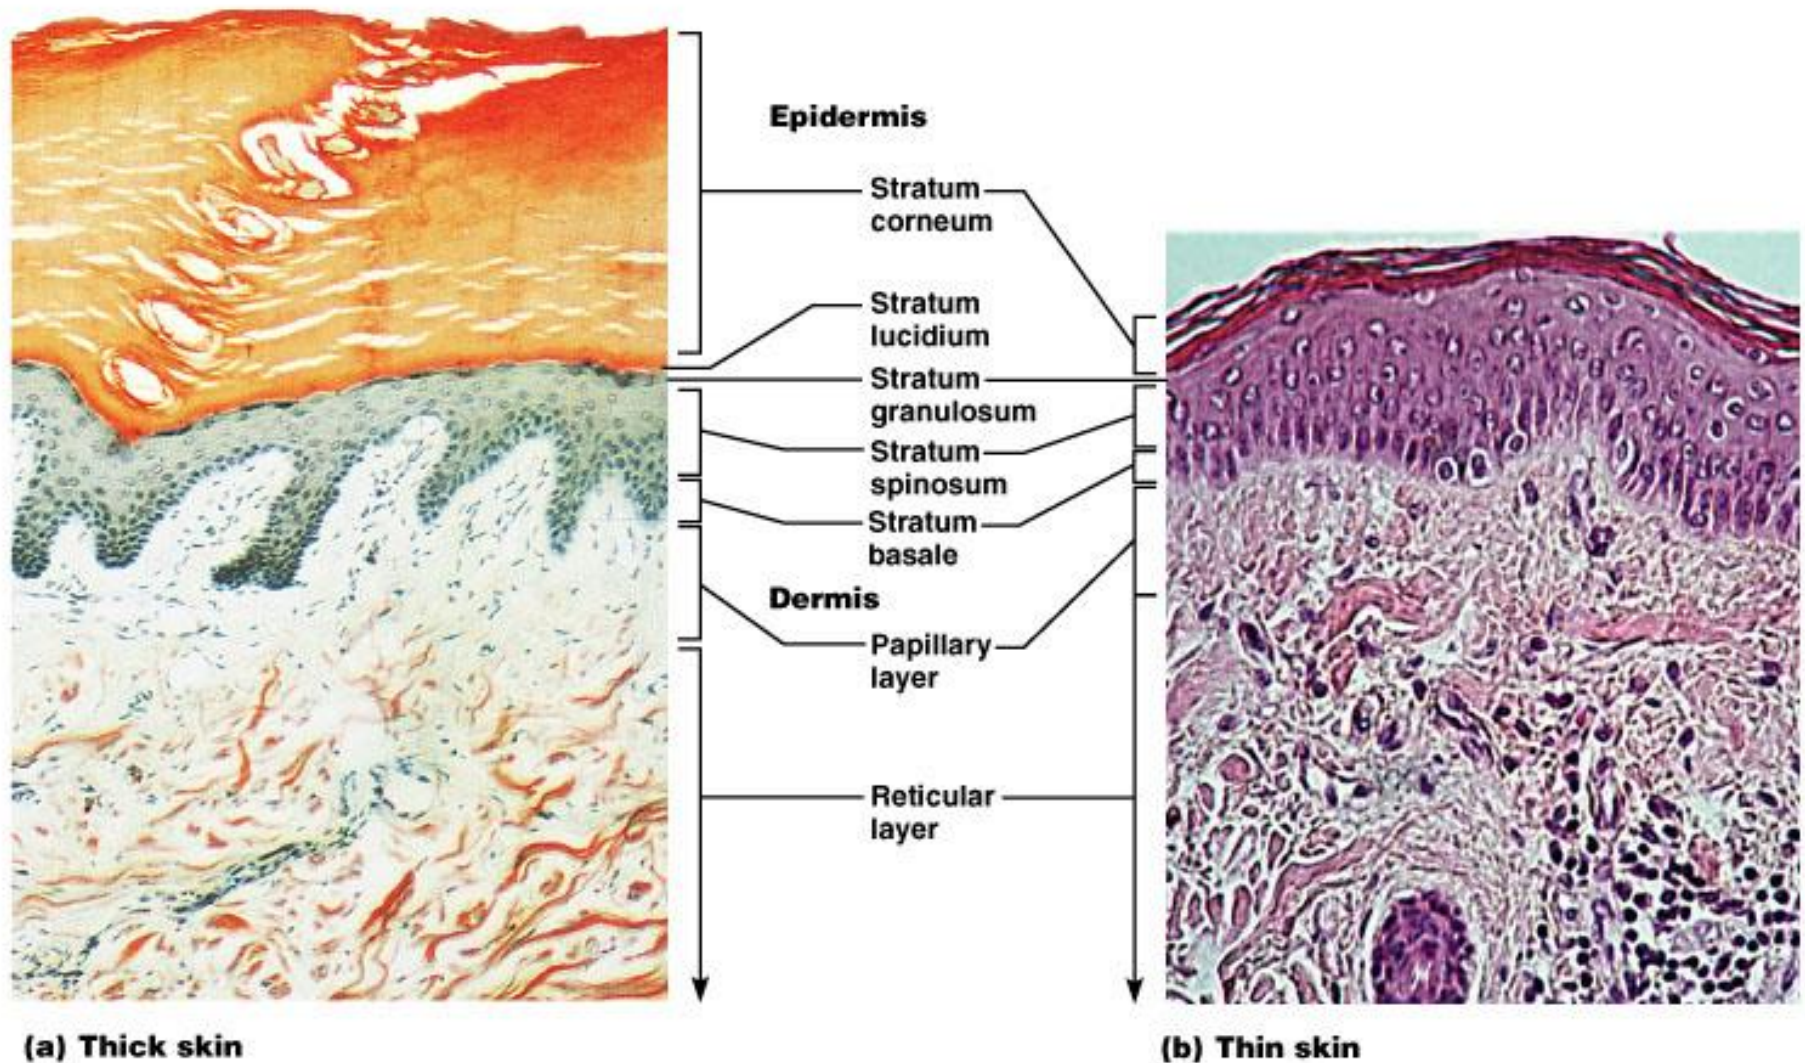 Epidermis
Stratum
corneum
Stratum
lucidium
Stratum
granulosum
Stratum
spinosum
Stratum
basale
Dermis
Papillary
layer
Reticular
layer
(a) Thick skin
(b) Thin skin